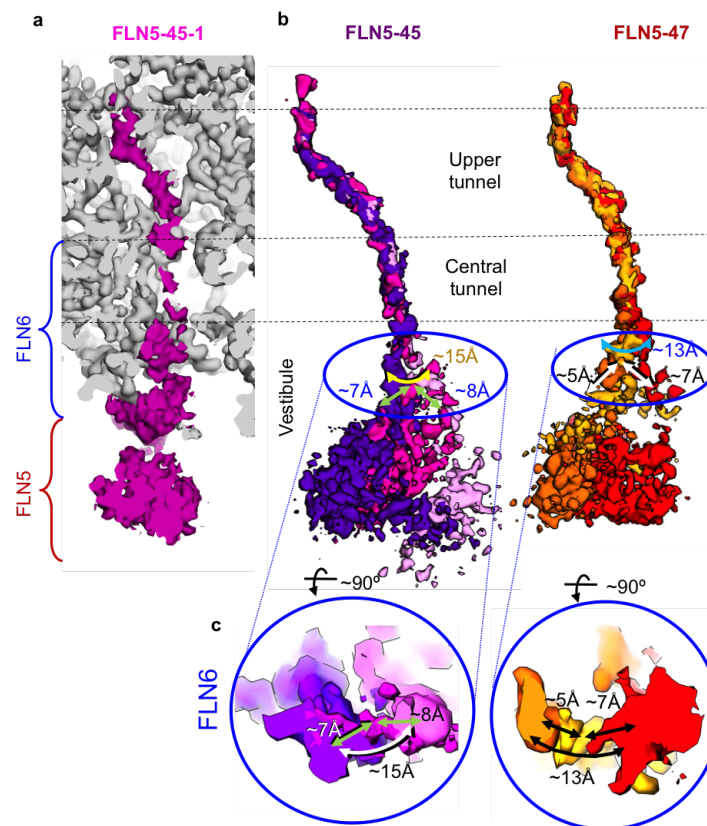 a
FLN5-45-1
b
FLN5-45
FLN5-47
Upper
tunnel
Central
tunnel
FLN6
FLN5
Vestibule
~15Å
~7Å
~8Å
~13Å
~5Å
~7Å
~90º
~90º
c
FLN6
~7Å
~8Å
~15Å
~5Å
~7Å
~13Å